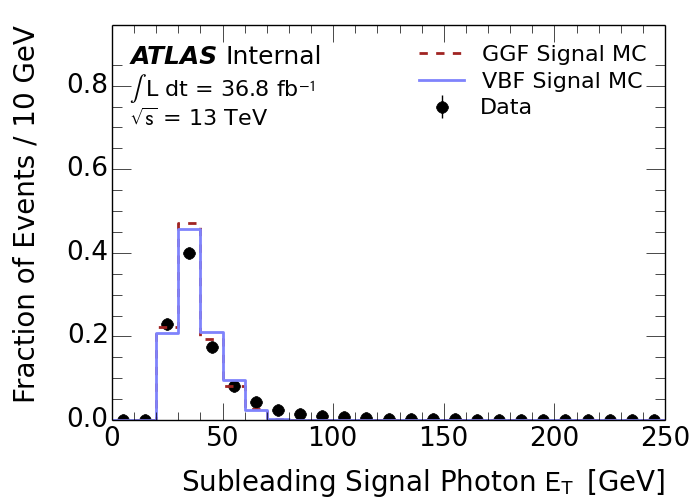 ATLAS Internal
∫L dt = 36.8 fb⁻¹
√s = 13 TeV
GGF Signal MC
VBF Signal MC
Data
Fraction of Events / 10 GeV
0.8
0.6
0.4
0.2
0.0
0 50 100 150 200 250
Subleading Signal Photon E_T [GeV]